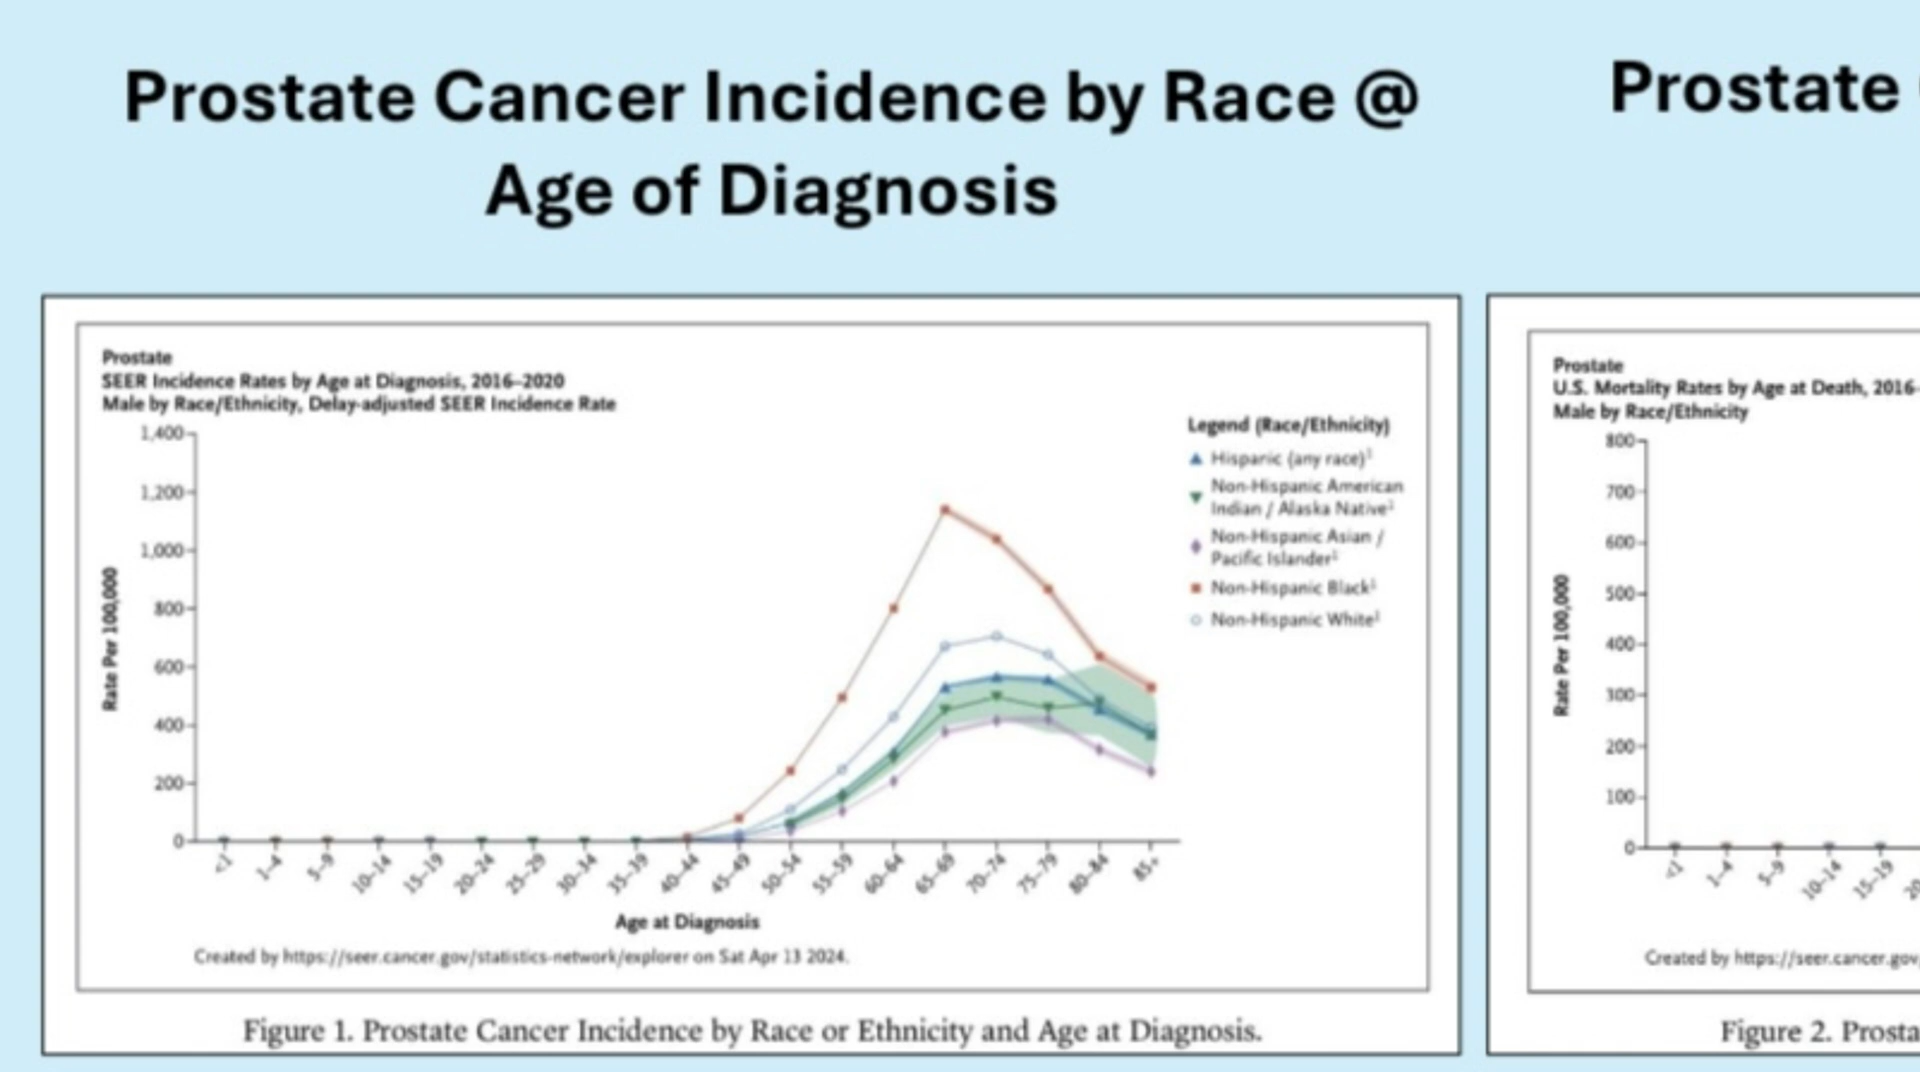 Prostate Cancer Incidence by Race @
Age of Diagnosis
Prostate
SEER Incidence Rates by Age at Diagnosis, 2016–2020
Male by Race/Ethnicity, Delay-adjusted SEER Incidence Rate
1,400
1,200
1,000
800
600
400
200
0
Rate Per 100,000
<1
1–4
5–9
10–14
15–19
20–24
25–29
30–34
35–39
40–44
45–49
50–54
55–59
60–64
65–69
70–74
75–79
80–84
85+
Age at Diagnosis
Legend (Race/Ethnicity)
Hispanic (any race)¹
Non-Hispanic American
Indian / Alaska Native¹
Non-Hispanic Asian /
Pacific Islander¹
Non-Hispanic Black¹
Non-Hispanic White¹
Created by https://seer.cancer.gov/statistics-network/explorer on Sat Apr 13 2024.
Figure 1. Prostate Cancer Incidence by Race or Ethnicity and Age at Diagnosis.
Prostate
Prostate
U.S. Mortality Rates by Age at Death, 2016-
Male by Race/Ethnicity
800
700
600
500
400
300
200
100
0
Rate Per 100,000
<1
1–4
5–9
10–14
15–19
20
Created by https://seer.cancer.gov
Figure 2. Prosta